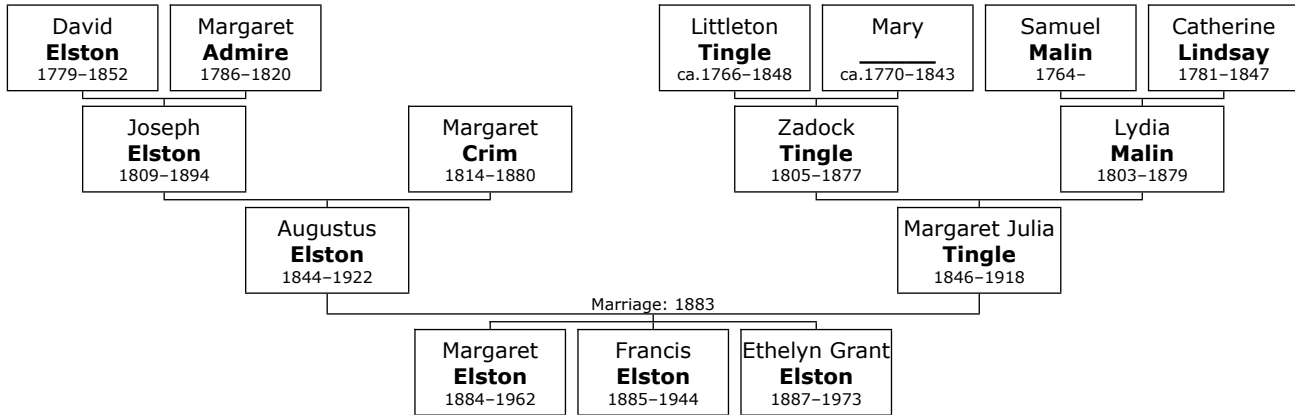 David
Elston
1779–1852
Margaret
Admire
1786–1820
Littleton
Tingle
ca.1766–1848
Mary
________
ca.1770–1843
Samuel
Malin
1764–
Catherine
Lindsay
1781–1847
Joseph
Elston
1809–1894
Margaret
Crim
1814–1880
Zadock
Tingle
1805–1877
Lydia
Malin
1803–1879
Augustus
Elston
1844–1922
Margaret Julia
Tingle
1846–1918
Marriage: 1883
Margaret
Elston
1884–1962
Francis
Elston
1885–1944
Ethelyn Grant
Elston
1887–1973